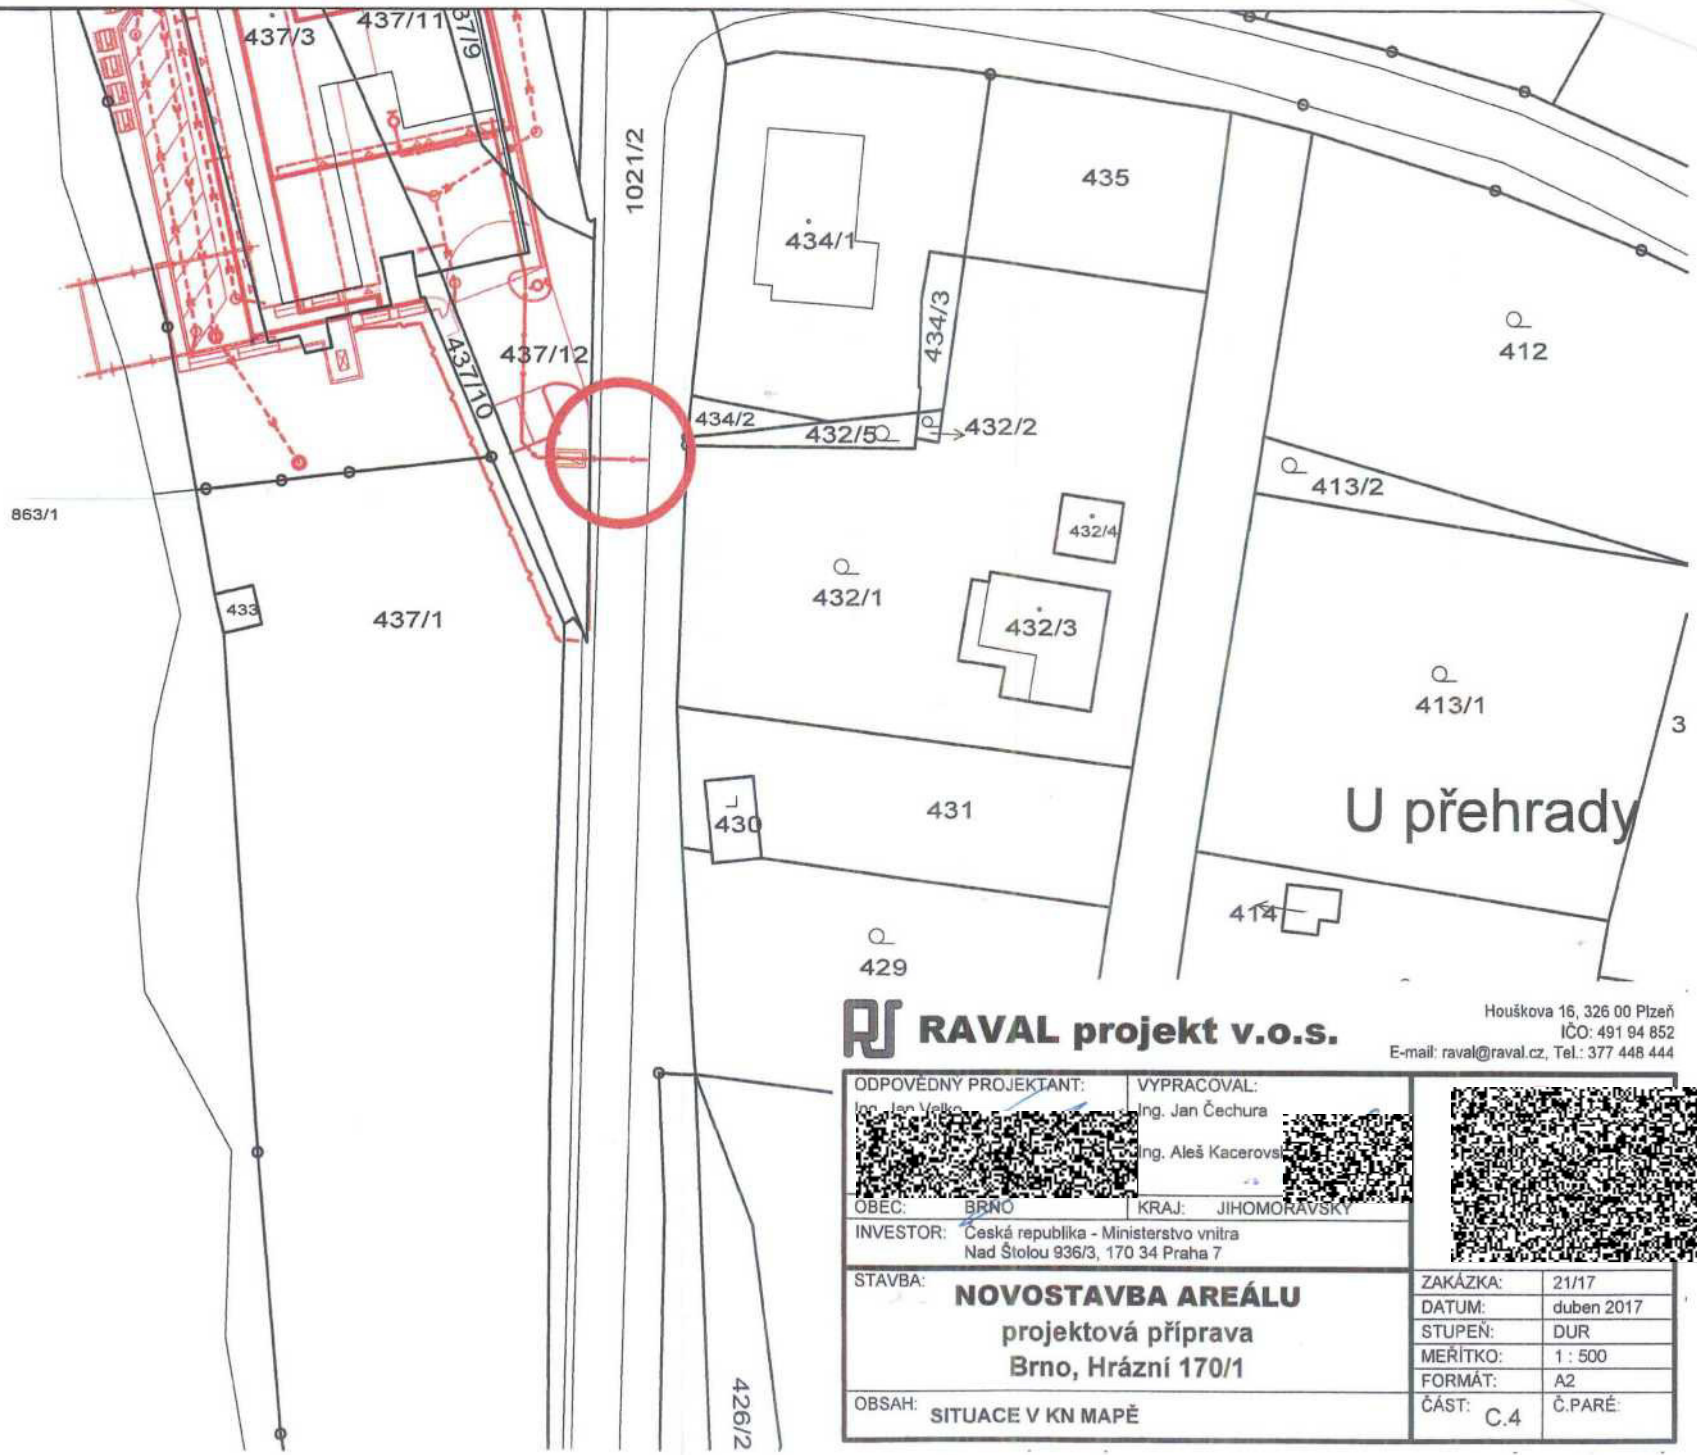 437/3
437/11
37/9
1021/2
435
434/1
434/3
412
437/12
437/10
434/2
432/5
432/2
413/2
863/1
432/4
433
437/1
432/1
432/3
413/1
3
430
431
U přehrady
414
429
426/2
RAVAL projekt v.o.s.
Houškova 16, 326 00 Plzeň
IČO: 491 94 852
E-mail: raval@raval.cz, Tel.: 377 448 444
ODPOVĚDNÝ PROJEKTANT:
VYPRACOVAL:
Ing. Jan Čechura
Ing. Aleš Kacerovs
OBEC: BRNO
KRAJ: JIHOMORAVSKÝ
INVESTOR: Česká republika - Ministerstvo vnitra
Nad Štolou 936/3, 170 34 Praha 7
STAVBA:
NOVOSTAVBA AREÁLU
projektová příprava
Brno, Hrázní 170/1
OBSAH: SITUACE V KN MAPĚ
ZAKÁZKA: 21/17
DATUM: duben 2017
STUPEŇ: DUR
MEŘÍTKO: 1 : 500
FORMÁT: A2
ČÁST: C.4
Č.PARÉ: